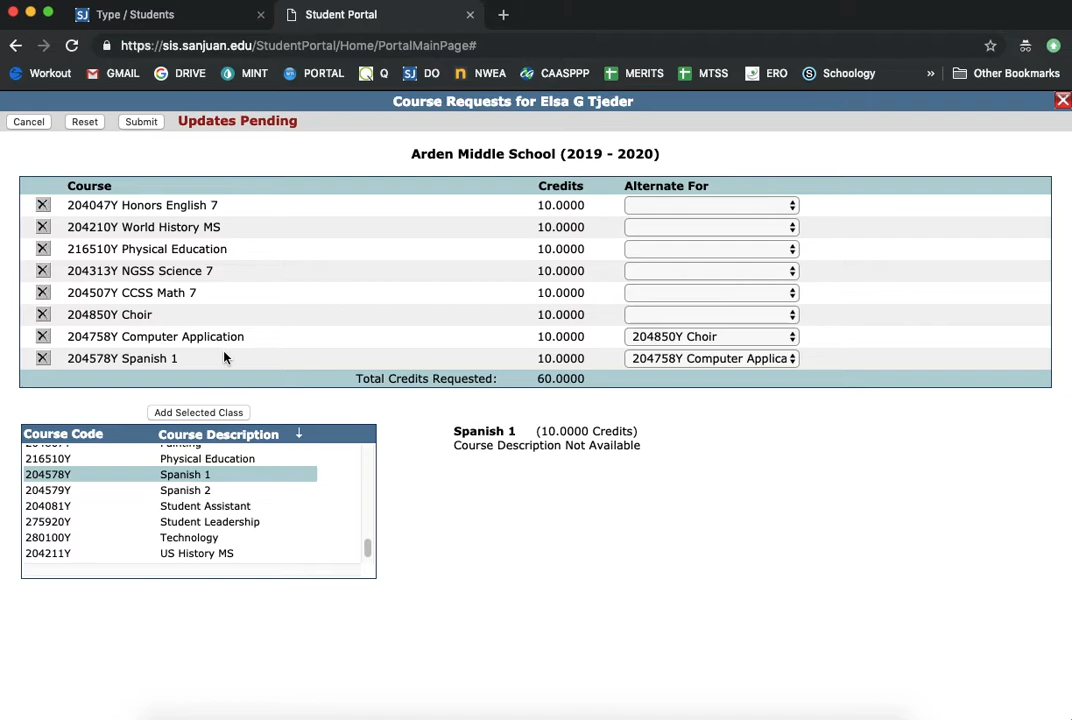 Type / Students
Student Portal
https://sis.sanjuan.edu/StudentPortal/Home/PortalMainPage#
Workout GMAIL DRIVE MINT PORTAL Q DO NWEA CAASPPP MERITS MTSS ERO Schoology » Other Bookmarks
Course Requests for Elsa G Tjeder
Cancel Reset Submit Updates Pending
Arden Middle School (2019 - 2020)
Course Credits Alternate For
204047Y Honors English 7 10.0000
204210Y World History MS 10.0000
216510Y Physical Education 10.0000
204313Y NGSS Science 7 10.0000
204507Y CCSS Math 7 10.0000
204850Y Choir 10.0000
204758Y Computer Application 10.0000 204850Y Choir
204578Y Spanish 1 10.0000 204758Y Computer Applica
Total Credits Requested: 60.0000
Add Selected Class
Course Code Course Description ↓
Painting
216510Y Physical Education
204578Y Spanish 1
204579Y Spanish 2
204081Y Student Assistant
275920Y Student Leadership
280100Y Technology
204211Y US History MS
Spanish 1 (10.0000 Credits)
Course Description Not Available